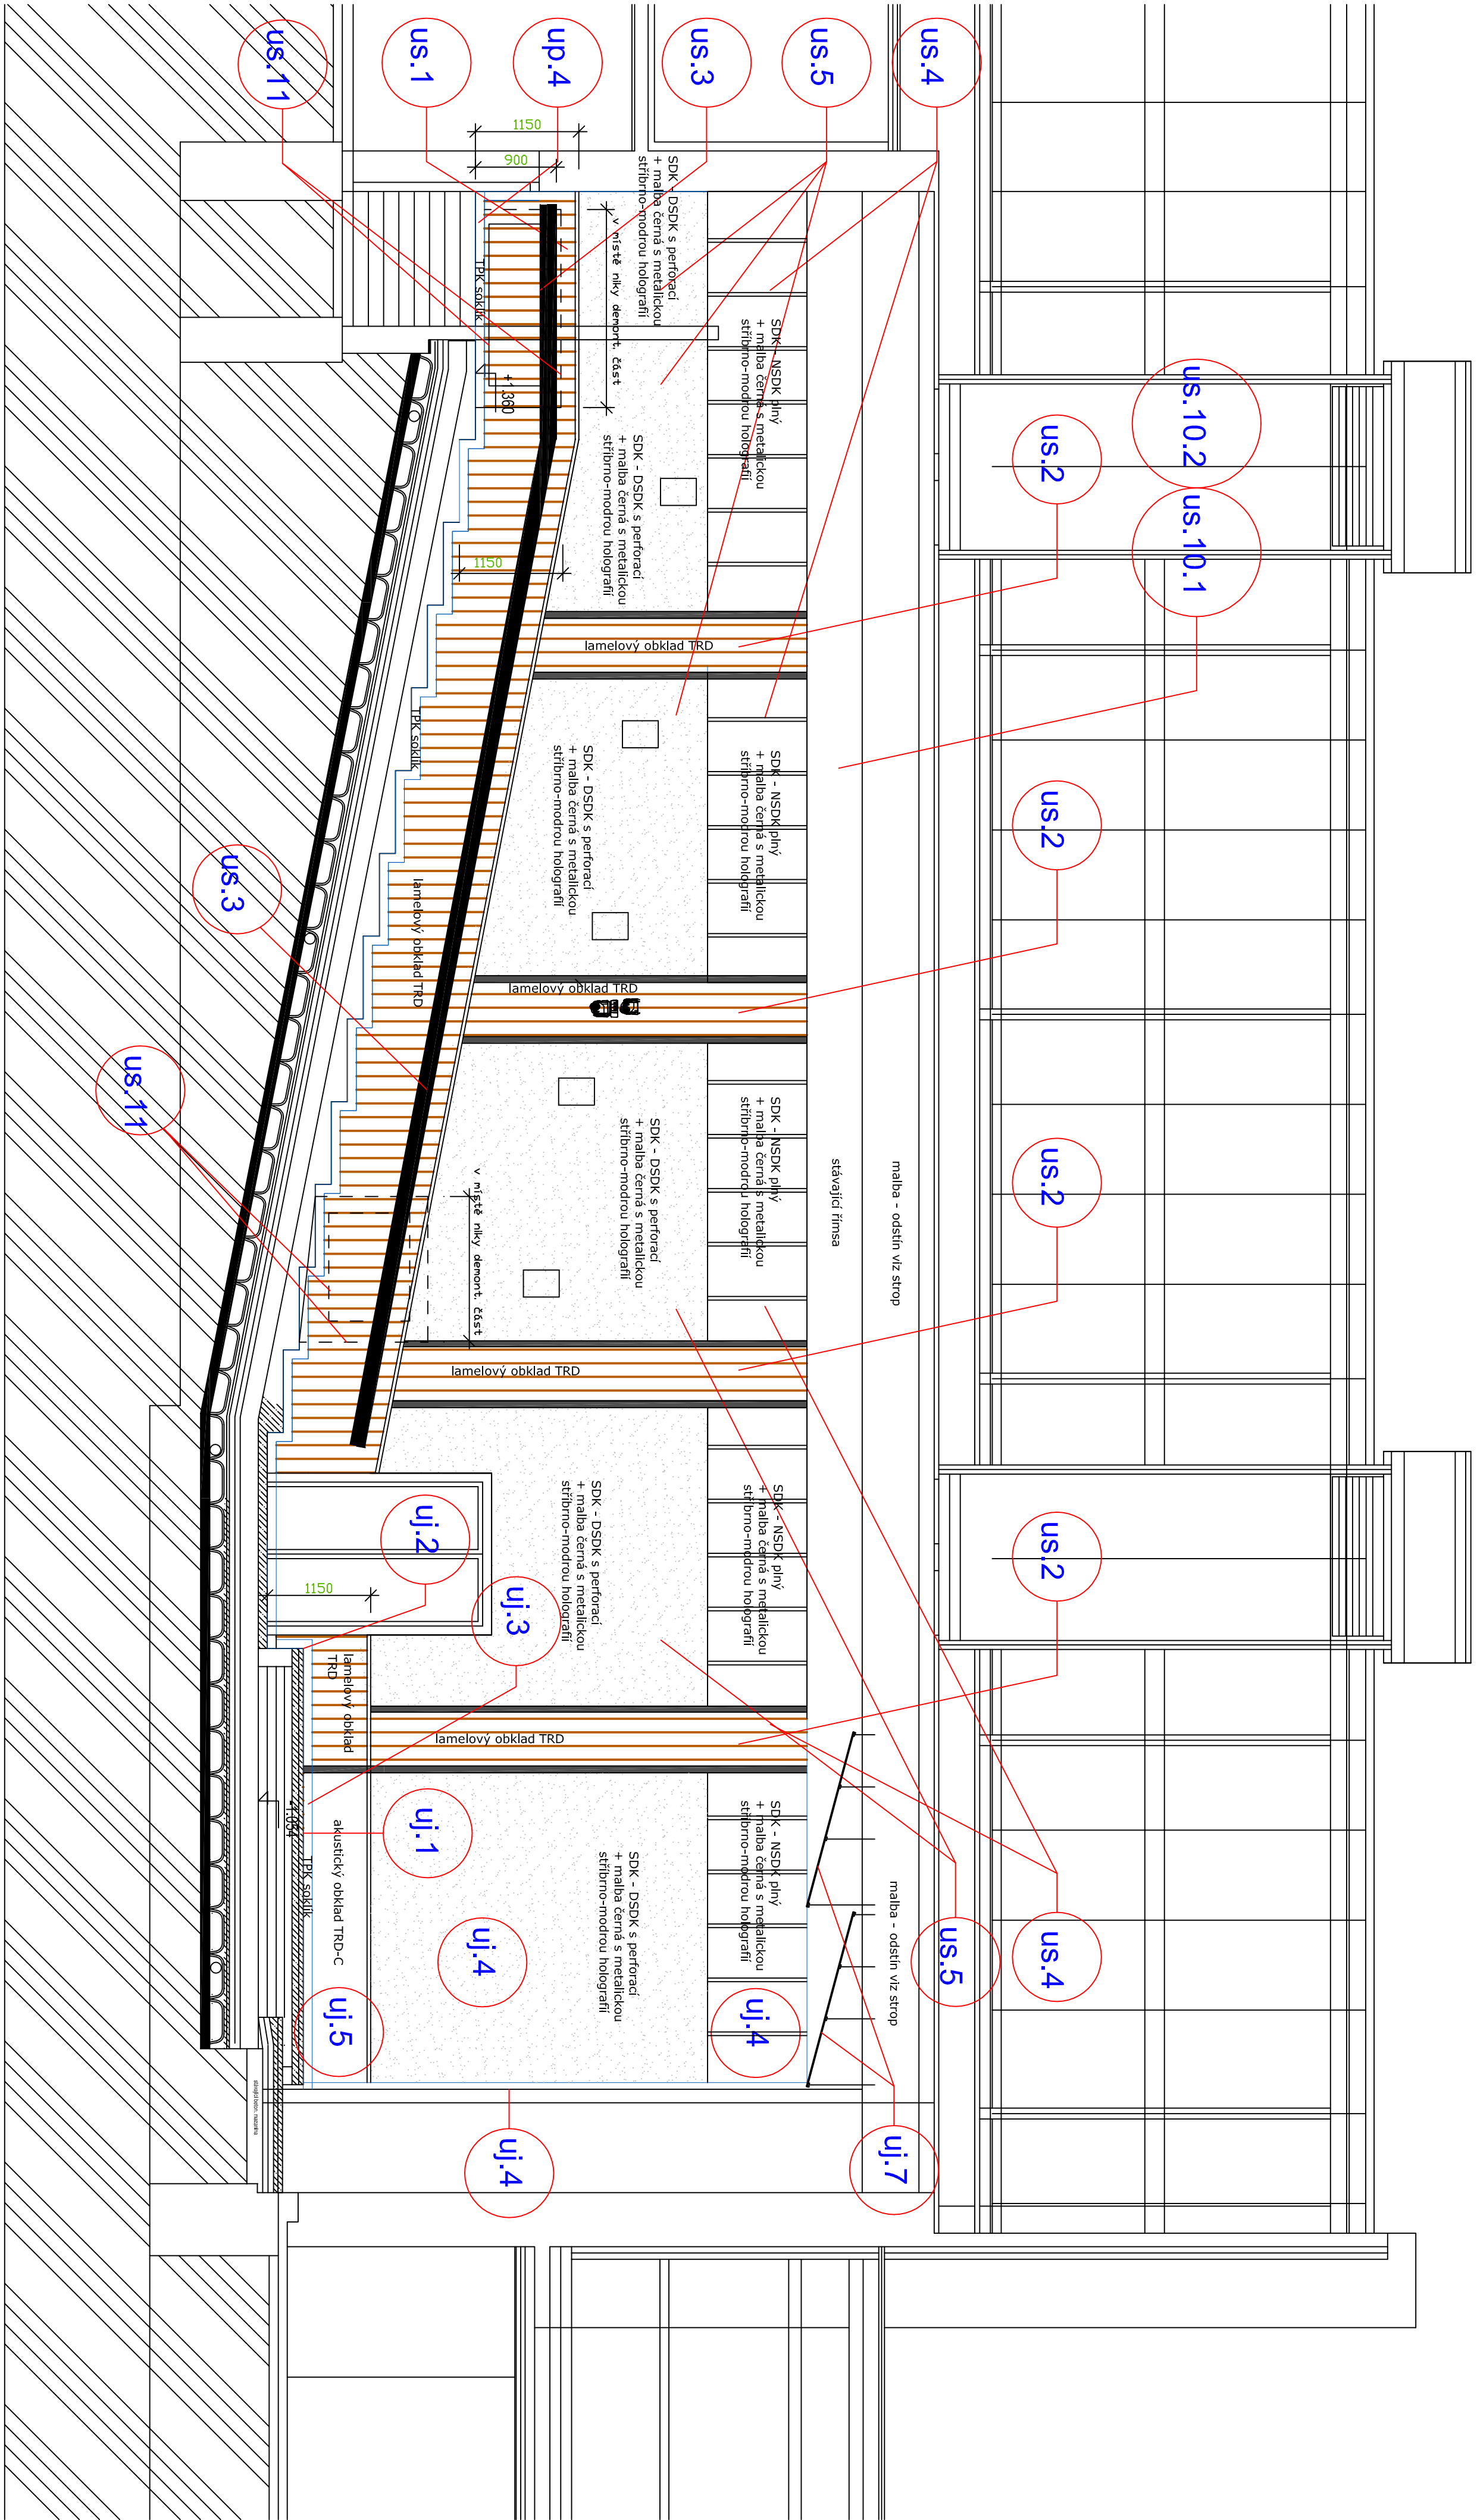 us.11
us.1
up.4
us.3
us.5
us.4
1150
900
SDK - DSDK s perforací
+ malba černá s metalickou
stříbrno-modrou holografií
v místě niky demont. část
TPK soklík
+1.360
SDK - NSDK plný
+ malba černá s metalickou
stříbrno-modrou holografií
SDK - DSDK s perforací
+ malba černá s metalickou
stříbrno-modrou holografií
1150
us.2
us.10.2
us.10.1
lamelový obklad TRD
TPK soklík
SDK - DSDK s perforací
+ malba černá s metalickou
stříbrno-modrou holografií
SDK - NSDK plný
+ malba černá s metalickou
stříbrno-modrou holografií
us.2
us.3
lamelový obklad TRD
lamelový obklad TRD
us.11
SDK - DSDK s perforací
+ malba černá s metalickou
stříbrno-modrou holografií
SDK - NSDK plný
+ malba černá s metalickou
stříbrno-modrou holografií
stávající římsa
malba - odstín viz strop
us.2
v místě niky demont. část
lamelový obklad TRD
uj.2
uj.3
1150
SDK - DSDK s perforací
+ malba černá s metalickou
stříbrno-modrou holografií
SDK - NSDK plný
+ malba černá s metalickou
stříbrno-modrou holografií
us.2
lamelový obklad
TRD
lamelový obklad TRD
uj.1
akustický obklad TRD-C
TPK soklík
SDK - DSDK s perforací
+ malba černá s metalickou
stříbrno-modrou holografií
SDK - NSDK plný
+ malba černá s metalickou
stříbrno-modrou holografií
malba - odstín viz strop
us.5
us.4
uj.4
uj.5
uj.4
uj.4
uj.7